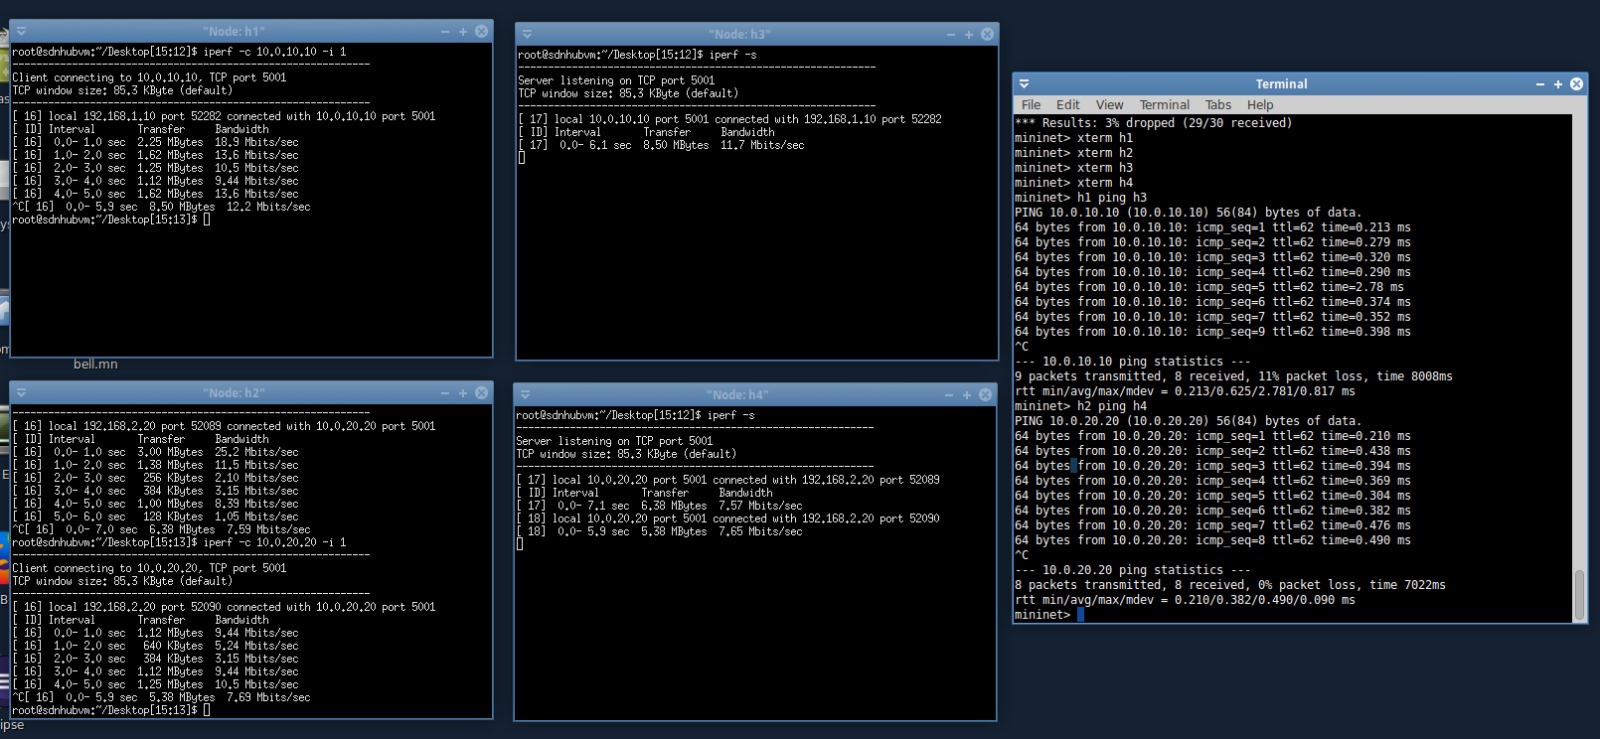 "Node: h1"
root@sdnhubvm:~/Desktop[15:12]$ iperf -c 10.0.10.10 -i 1
------------------------------------------------------------
Client connecting to 10.0.10.10, TCP port 5001
TCP window size: 85.3 KByte (default)
------------------------------------------------------------
[ 16] local 192.168.1.10 port 52282 connected with 10.0.10.10 port 5001
[ ID] Interval       Transfer     Bandwidth
[ 16]  0.0- 1.0 sec  2.25 MBytes  18.9 Mbits/sec
[ 16]  1.0- 2.0 sec  1.62 MBytes  13.6 Mbits/sec
[ 16]  2.0- 3.0 sec  1.25 MBytes  10.5 Mbits/sec
[ 16]  3.0- 4.0 sec  1.12 MBytes  9.44 Mbits/sec
[ 16]  4.0- 5.0 sec  1.62 MBytes  13.6 Mbits/sec
^C[ 16]  0.0- 5.9 sec  8.50 MBytes  12.2 Mbits/sec
root@sdnhubvm:~/Desktop[15:13]$
"Node: h3"
root@sdnhubvm:~/Desktop[15:12]$ iperf -s
------------------------------------------------------------
Server listening on TCP port 5001
TCP window size: 85.3 KByte (default)
------------------------------------------------------------
[ 17] local 10.0.10.10 port 5001 connected with 192.168.1.10 port 52282
[ ID] Interval       Transfer     Bandwidth
[ 17]  0.0- 6.1 sec  8.50 MBytes  11.7 Mbits/sec
bell.mn
"Node: h2"
------------------------------------------------------------
[ 16] local 192.168.2.20 port 52089 connected with 10.0.20.20 port 5001
[ ID] Interval       Transfer     Bandwidth
[ 16]  0.0- 1.0 sec  3.00 MBytes  25.2 Mbits/sec
[ 16]  1.0- 2.0 sec  1.38 MBytes  11.5 Mbits/sec
[ 16]  2.0- 3.0 sec   256 KBytes  2.10 Mbits/sec
[ 16]  3.0- 4.0 sec   384 KBytes  3.15 Mbits/sec
[ 16]  4.0- 5.0 sec  1.00 MBytes  8.39 Mbits/sec
[ 16]  5.0- 6.0 sec   128 KBytes  1.05 Mbits/sec
^C[ 16]  0.0- 7.0 sec  6.38 MBytes  7.59 Mbits/sec
root@sdnhubvm:~/Desktop[15:13]$ iperf -c 10.0.20.20 -i 1
------------------------------------------------------------
Client connecting to 10.0.20.20, TCP port 5001
TCP window size: 85.3 KByte (default)
------------------------------------------------------------
[ 16] local 192.168.2.20 port 52090 connected with 10.0.20.20 port 5001
[ ID] Interval       Transfer     Bandwidth
[ 16]  0.0- 1.0 sec  1.12 MBytes  9.44 Mbits/sec
[ 16]  1.0- 2.0 sec   640 KBytes  5.24 Mbits/sec
[ 16]  2.0- 3.0 sec   384 KBytes  3.15 Mbits/sec
[ 16]  3.0- 4.0 sec  1.12 MBytes  9.44 Mbits/sec
[ 16]  4.0- 5.0 sec  1.25 MBytes  10.5 Mbits/sec
^C[ 16]  0.0- 5.9 sec  5.38 MBytes  7.69 Mbits/sec
root@sdnhubvm:~/Desktop[15:13]$
ipse
"Node: h4"
root@sdnhubvm:~/Desktop[15:12]$ iperf -s
------------------------------------------------------------
Server listening on TCP port 5001
TCP window size: 85.3 KByte (default)
------------------------------------------------------------
[ 17] local 10.0.20.20 port 5001 connected with 192.168.2.20 port 52089
[ ID] Interval       Transfer     Bandwidth
[ 17]  0.0- 7.1 sec  6.38 MBytes  7.57 Mbits/sec
[ 18] local 10.0.20.20 port 5001 connected with 192.168.2.20 port 52090
[ 18]  0.0- 5.9 sec  5.38 MBytes  7.65 Mbits/sec
Terminal
File Edit View Terminal Tabs Help
*** Results: 3% dropped (29/30 received)
mininet> xterm h1
mininet> xterm h2
mininet> xterm h3
mininet> xterm h4
mininet> h1 ping h3
PING 10.0.10.10 (10.0.10.10) 56(84) bytes of data.
64 bytes from 10.0.10.10: icmp_seq=1 ttl=62 time=0.213 ms
64 bytes from 10.0.10.10: icmp_seq=2 ttl=62 time=0.279 ms
64 bytes from 10.0.10.10: icmp_seq=3 ttl=62 time=0.320 ms
64 bytes from 10.0.10.10: icmp_seq=4 ttl=62 time=0.290 ms
64 bytes from 10.0.10.10: icmp_seq=5 ttl=62 time=2.78 ms
64 bytes from 10.0.10.10: icmp_seq=6 ttl=62 time=0.374 ms
64 bytes from 10.0.10.10: icmp_seq=7 ttl=62 time=0.352 ms
64 bytes from 10.0.10.10: icmp_seq=9 ttl=62 time=0.398 ms
^C
--- 10.0.10.10 ping statistics ---
9 packets transmitted, 8 received, 11% packet loss, time 8008ms
rtt min/avg/max/mdev = 0.213/0.625/2.781/0.817 ms
mininet> h2 ping h4
PING 10.0.20.20 (10.0.20.20) 56(84) bytes of data.
64 bytes from 10.0.20.20: icmp_seq=1 ttl=62 time=0.210 ms
64 bytes from 10.0.20.20: icmp_seq=2 ttl=62 time=0.438 ms
64 bytes from 10.0.20.20: icmp_seq=3 ttl=62 time=0.394 ms
64 bytes from 10.0.20.20: icmp_seq=4 ttl=62 time=0.369 ms
64 bytes from 10.0.20.20: icmp_seq=5 ttl=62 time=0.304 ms
64 bytes from 10.0.20.20: icmp_seq=6 ttl=62 time=0.382 ms
64 bytes from 10.0.20.20: icmp_seq=7 ttl=62 time=0.476 ms
64 bytes from 10.0.20.20: icmp_seq=8 ttl=62 time=0.490 ms
^C
--- 10.0.20.20 ping statistics ---
8 packets transmitted, 8 received, 0% packet loss, time 7022ms
rtt min/avg/max/mdev = 0.210/0.382/0.490/0.090 ms
mininet>